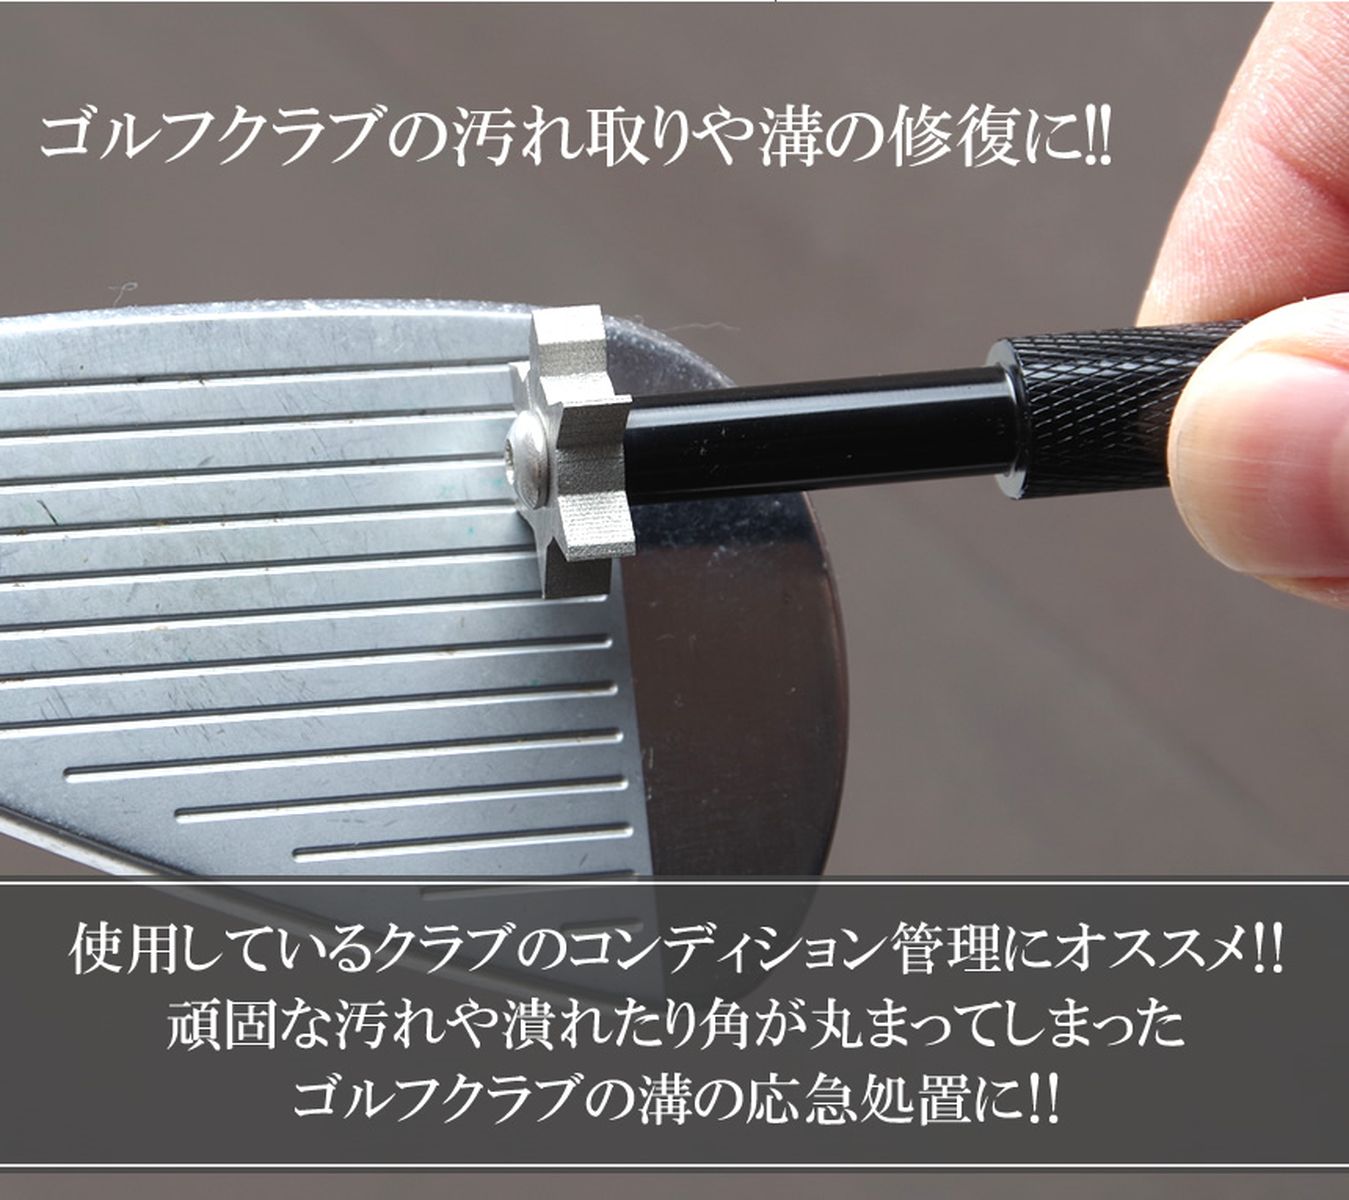 ゴルフクラブの汚れ取りや溝の修復に!!
使用しているクラブのコンディション管理にオススメ!!
頑固な汚れや潰れたり角が丸まってしまった
ゴルフクラブの溝の応急処置に!!